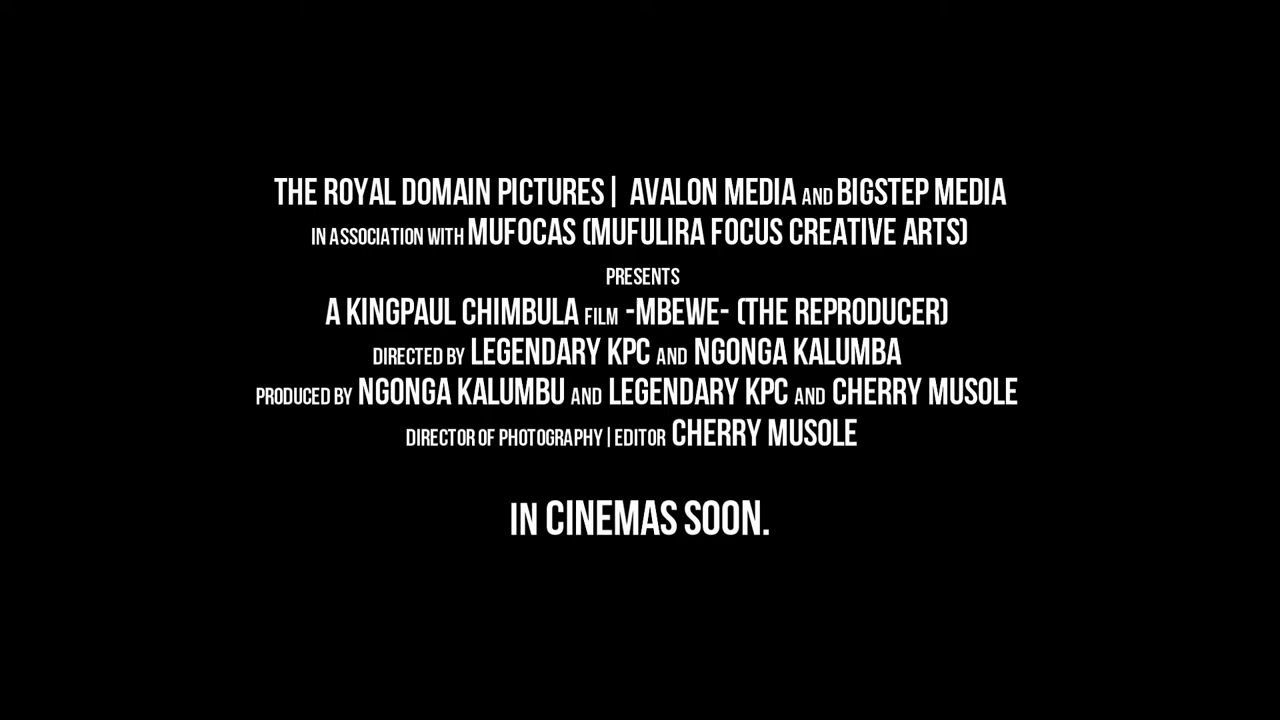 THE ROYAL DOMAIN PICTURES| AVALON MEDIA AND BIGSTEP MEDIA
IN ASSOCIATION WITH MUFOCAS (MUFULIRA FOCUS CREATIVE ARTS)
PRESENTS
A KINGPAUL CHIMBULA FILM -MBEWE- (THE REPRODUCER)
DIRECTED BY LEGENDARY KPC AND NGONGA KALUMBA
PRODUCED BY NGONGA KALUMBU AND LEGENDARY KPC AND CHERRY MUSOLE
DIRECTOR OF PHOTOGRAPHY|EDITOR CHERRY MUSOLE
IN CINEMAS SOON.